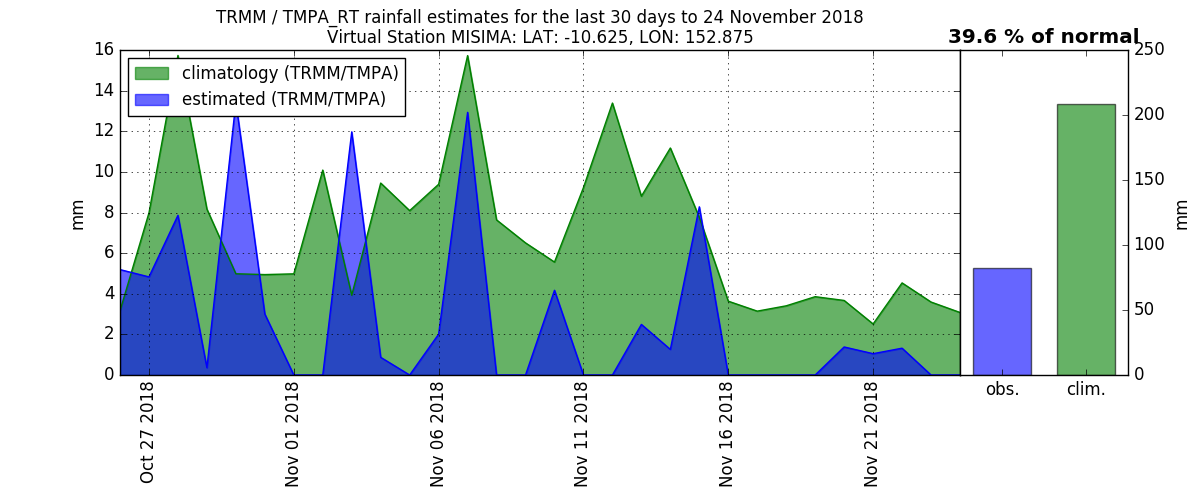 TRMM / TMPA_RT rainfall estimates for the last 30 days to 24 November 2018
Virtual Station MISIMA: LAT: -10.625, LON: 152.875
39.6 % of normal
climatology (TRMM/TMPA)
estimated (TRMM/TMPA)
16
14
12
10
8
6
4
2
0
mm
Oct 27 2018
Nov 01 2018
Nov 06 2018
Nov 11 2018
Nov 16 2018
Nov 21 2018
250
200
150
100
50
0
mm
obs.
clim.